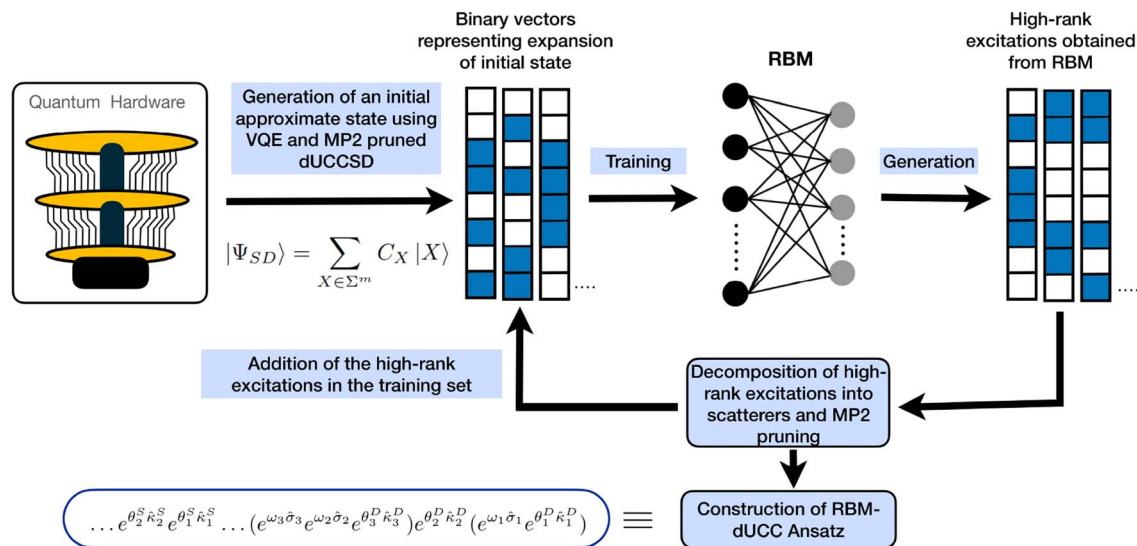 Quantum Hardware
Generation of an initial
approximate state using
VQE and MP2 pruned
dUCCSD
|Ψ_{SD}⟩ = ∑_{X∈Σ^m} C_X |X⟩
Binary vectors
representing expansion
of initial state
....
Training
RBM
Generation
High-rank
excitations obtained
from RBM
....
Addition of the high-rank
excitations in the training set
Decomposition of high-
rank excitations into
scatterers and MP2
pruning
Construction of RBM-
dUCC Ansatz
≡
… e^{θ_2^S κ̂_2^S} e^{θ_1^S κ̂_1^S} … (e^{ω_3 σ̂_3} e^{ω_2 σ̂_2} e^{θ_3^D κ̂_3^D}) e^{θ_2^D κ̂_2^D} (e^{ω_1 σ̂_1} e^{θ_1^D κ̂_1^D})